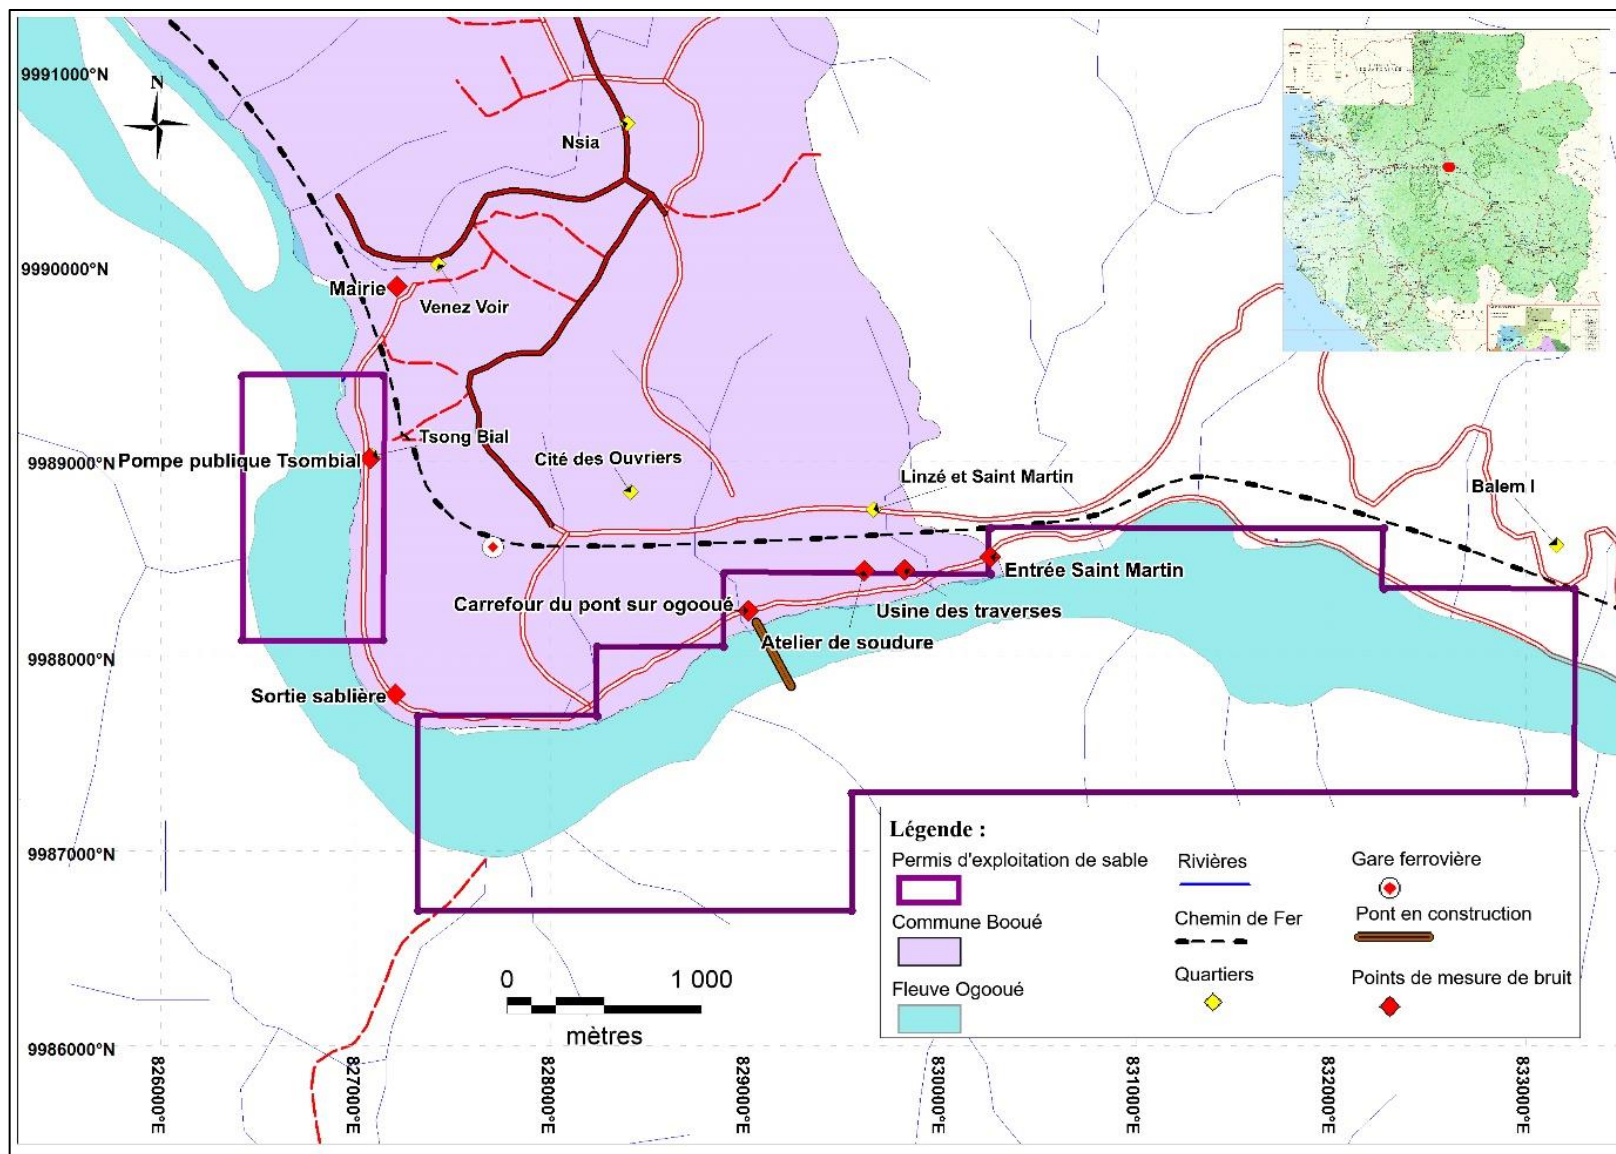 9991000°N
N
Nsia
9990000°N
Mairie
Venez Voir
Tsong Bial
Pompe publique Tsombial
9989000°N
Cité des Ouvriers
Linzé et Saint Martin
Balem I
Entrée Saint Martin
Carrefour du pont sur ogooué
Usine des traverses
Atelier de soudure
9988000°N
Sortie sablière
9987000°N
9986000°N
0 1 000
mètres
Légende :
Permis d'exploitation de sable
Rivières
Gare ferrovière
Commune Booué
Chemin de Fer
Pont en construction
Fleuve Ogooué
Quartiers
Points de mesure de bruit
826000°E
827000°E
828000°E
829000°E
830000°E
831000°E
832000°E
833000°E